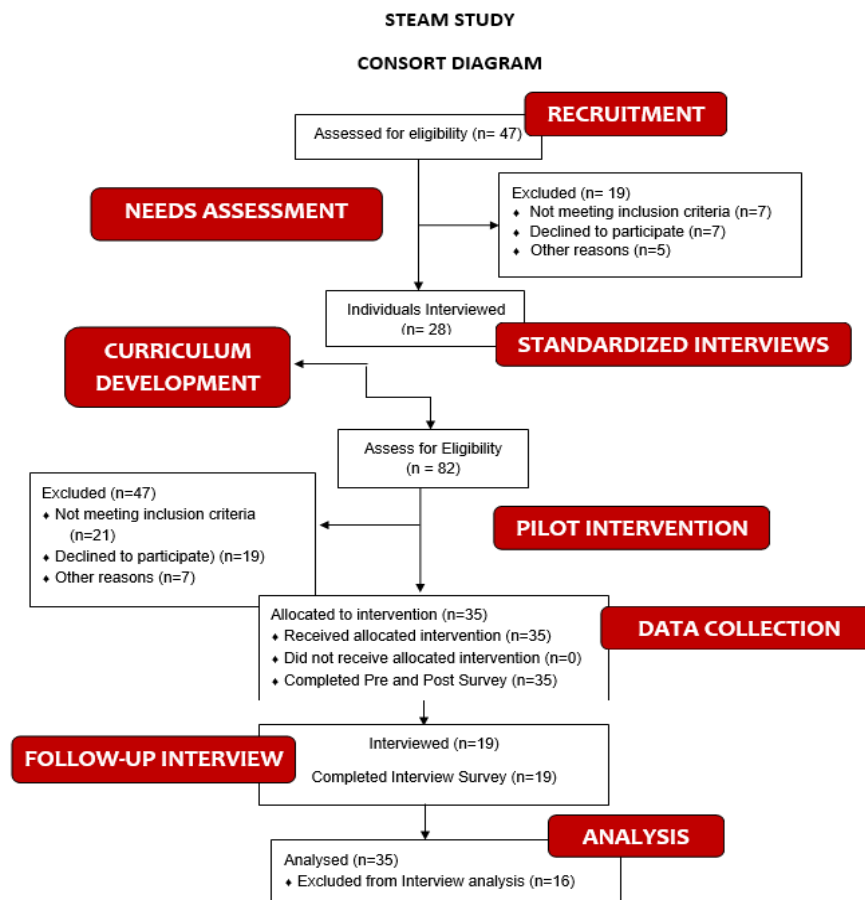 STEAM STUDY
CONSORT DIAGRAM
RECRUITMENT
Assessed for eligibility (n= 47)
NEEDS ASSESSMENT
Excluded (n= 19)
♦ Not meeting inclusion criteria (n=7)
♦ Declined to participate (n=7)
♦ Other reasons (n=5)
Individuals Interviewed
(n= 28)
STANDARDIZED INTERVIEWS
CURRICULUM
DEVELOPMENT
Assess for Eligibility
(n = 82)
Excluded (n=47)
♦ Not meeting inclusion criteria
(n=21)
♦ Declined to participate) (n=19)
♦ Other reasons (n=7)
PILOT INTERVENTION
Allocated to intervention (n=35)
♦ Received allocated intervention (n=35)
♦ Did not receive allocated intervention (n=0)
♦ Completed Pre and Post Survey (n=35)
DATA COLLECTION
FOLLOW-UP INTERVIEW
Interviewed (n=19)
Completed Interview Survey (n=19)
ANALYSIS
Analysed (n=35)
♦ Excluded from Interview analysis (n=16)